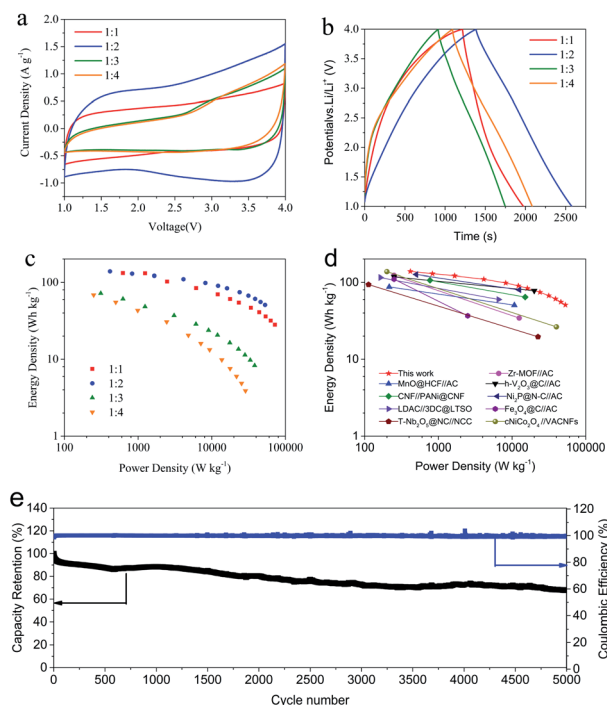 a
2.0
1.5
1.0
0.5
0.0
-0.5
-1.0
Current Density (A g⁻¹)
1:1
1:2
1:3
1:4
1.0 1.5 2.0 2.5 3.0 3.5 4.0
Voltage(V)
b
4.0
3.5
3.0
2.5
2.0
1.5
1.0
Potentialvs.Li/Li⁺ (V)
1:1
1:2
1:3
1:4
0 500 1000 1500 2000 2500
Time (s)
c
100
10
1
Energy Density (Wh kg⁻¹)
1:1
1:2
1:3
1:4
100 1000 10000 100000
Power Density (W kg⁻¹)
d
100
10
1
Energy Density (Wh kg⁻¹)
This work
MnO@HCF//AC
CNF//PANi@CNF
LDAC//3DC@LTSO
T-Nb₂O₅@NC//NCC
Zr-MOF//AC
h-V₂O₃@C//AC
Ni₂P@N-C//AC
Fe₃O₄@C//AC
cNiCo₂O₄//VACNFs
100 1000 10000 100000
Power Density (W kg⁻¹)
e
140
120
100
80
60
40
20
0
Capacity Retention (%)
120
100
80
60
40
20
0
Coulombic Efficiency (%)
0 500 1000 1500 2000 2500 3000 3500 4000 4500 5000
Cycle number